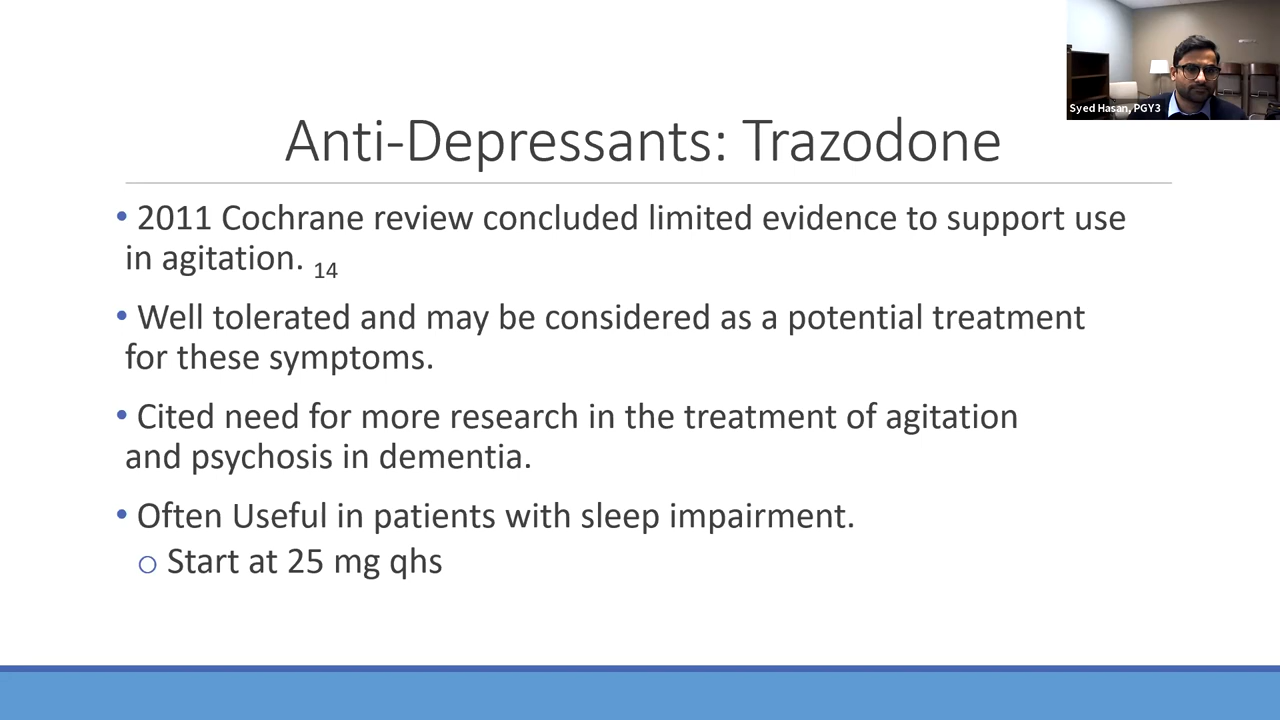 Syed Hasan, PGY3
Anti-Depressants: Trazodone
• 2011 Cochrane review concluded limited evidence to support use
in agitation. 14
• Well tolerated and may be considered as a potential treatment
for these symptoms.
• Cited need for more research in the treatment of agitation
and psychosis in dementia.
• Often Useful in patients with sleep impairment.
o Start at 25 mg qhs